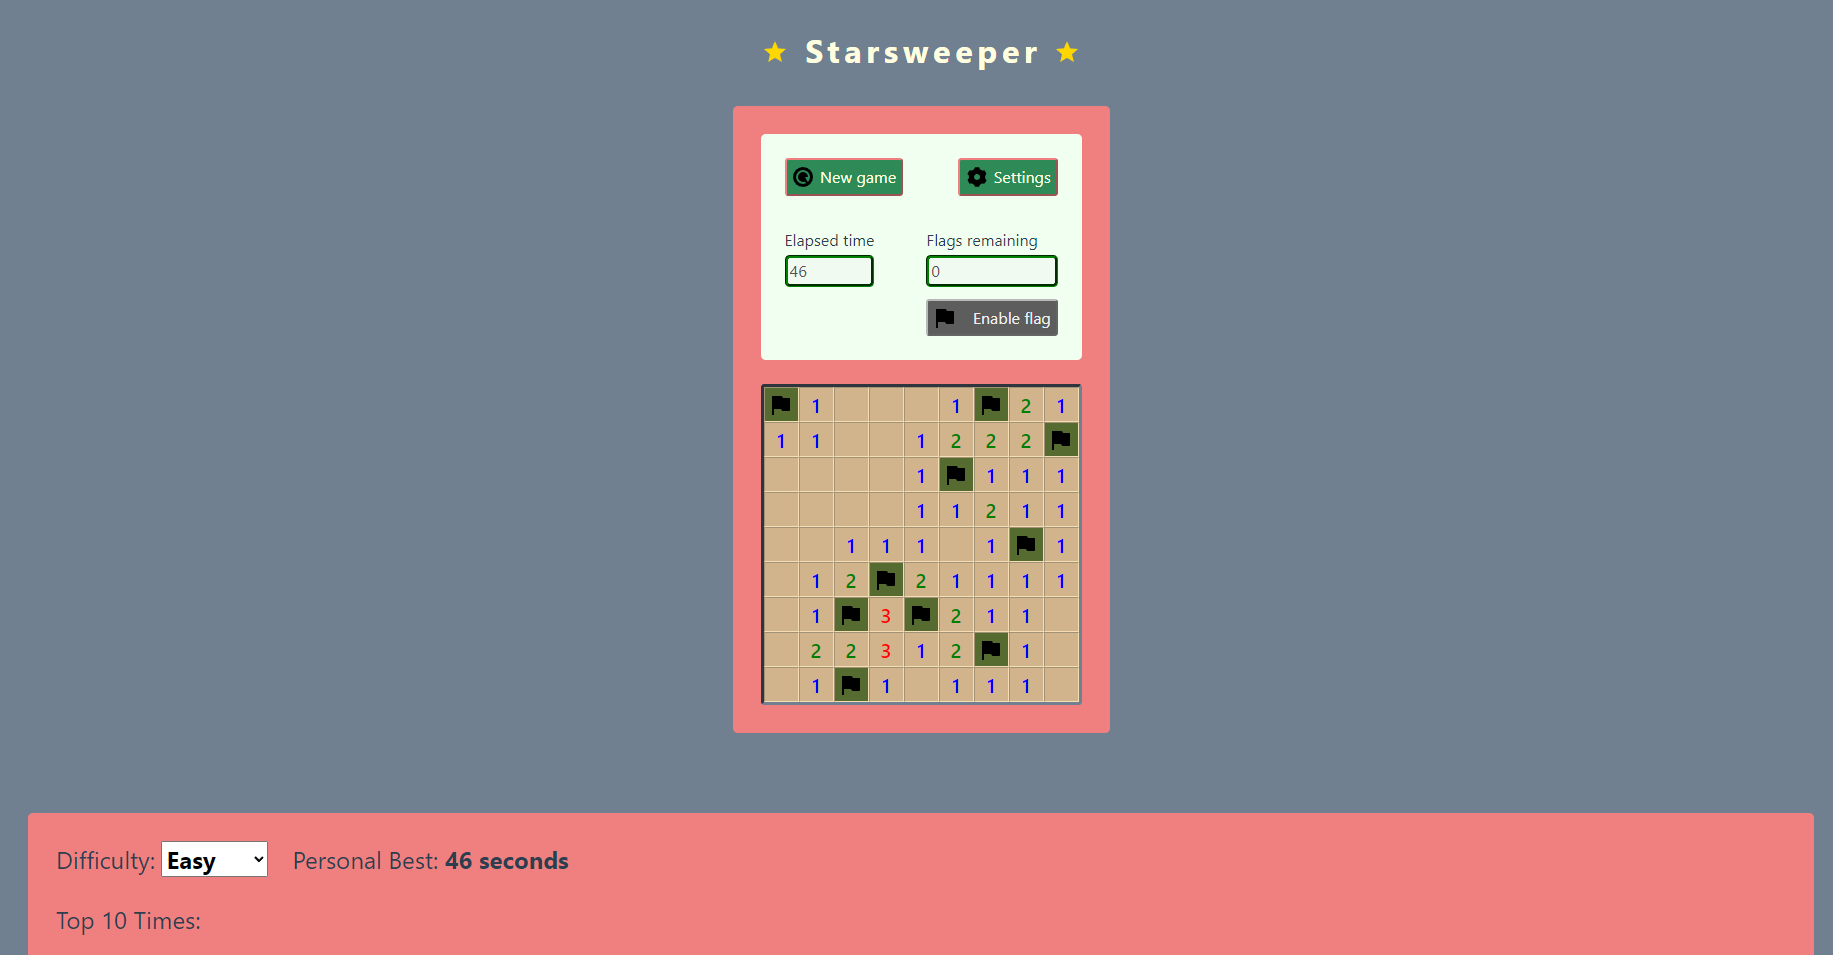 Starsweeper
New game Settings
Elapsed time Flags remaining
46 0
Enable flag
1 1 2 1
1 1 1 2 2 2
1 1 1 1
1 1 2 1 1
1 1 1 1 1
1 2 2 1 1 1 1
1 3 2 1 1
2 2 3 1 2 1
1 1 1 1 1
Difficulty: Easy Personal Best: 46 seconds
Top 10 Times: